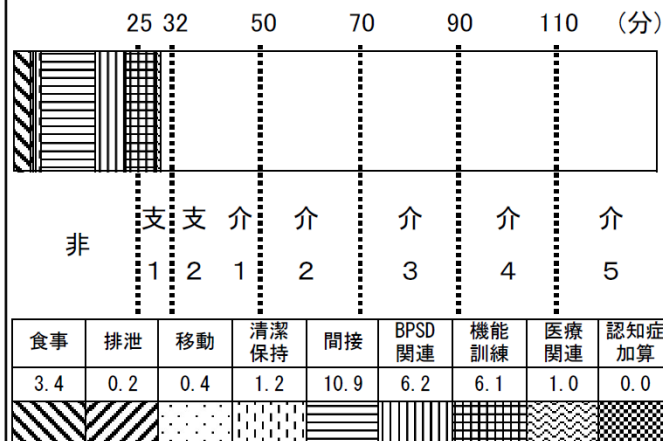 25 32 50 70 90 110 （分）
非 支1 支2 介1 介2 介3 介4 介5
食事 排泄 移動 清潔保持 間接 BPSD関連 機能訓練 医療関連 認知症加算
3.4 0.2 0.4 1.2 10.9 6.2 6.1 1.0 0.0